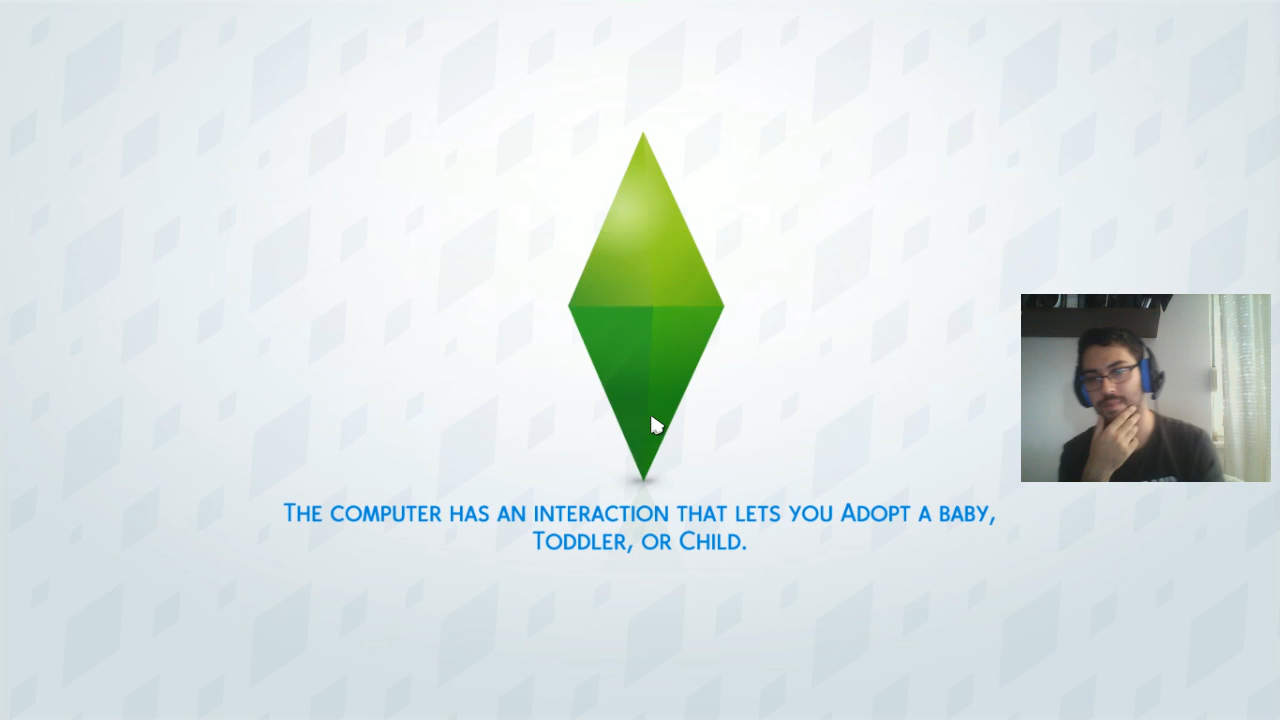 The computer has an interaction that lets you Adopt a baby,
Toddler, or Child.